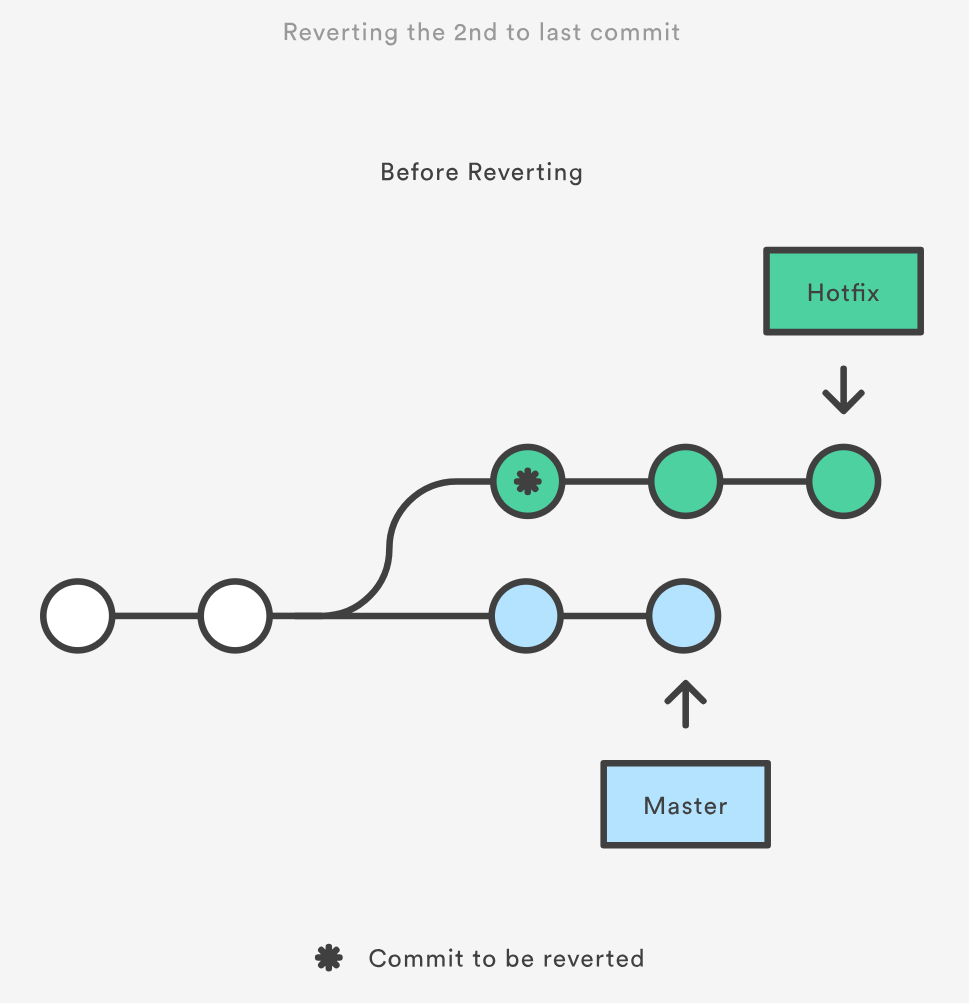 Reverting the 2nd to last commit
Before Reverting
Hotfix
Master
Commit to be reverted